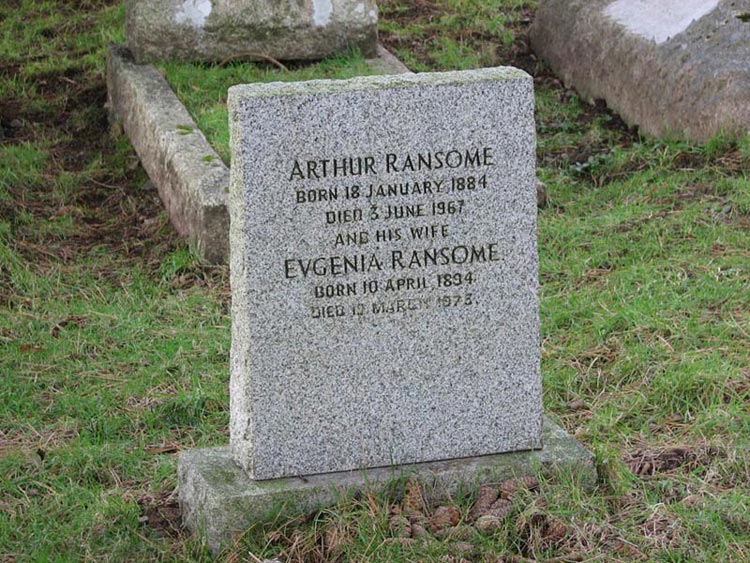 ARTHUR RANSOME
BORN 18 JANUARY 1884
DIED 3 JUNE 1967
AND HIS WIFE
EVGENIA RANSOME.
BORN 10 APRIL 1894.
DIED 19 MARCH 1975.